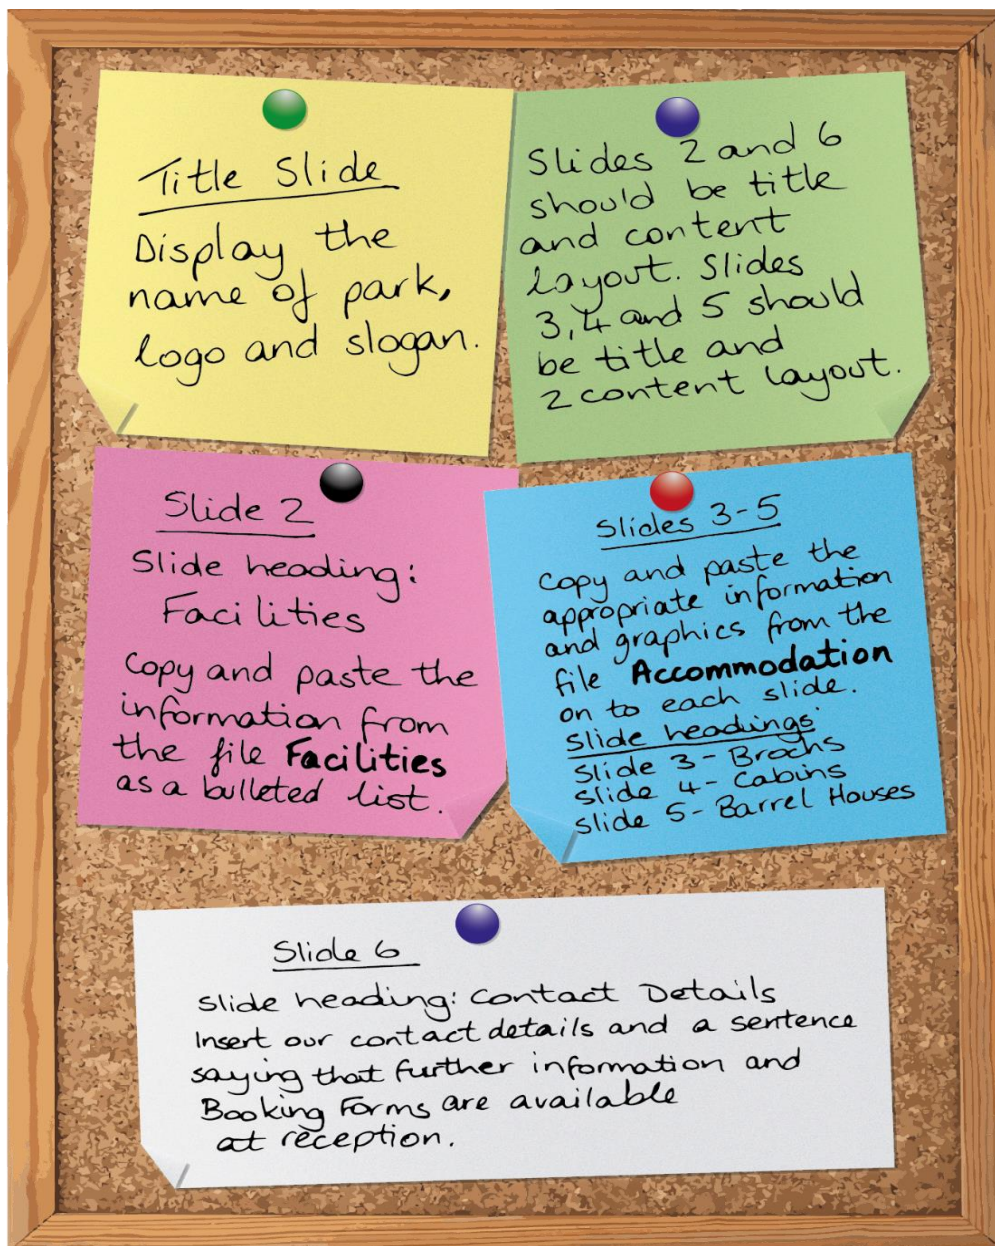 Title Slide
Display the
name of park,
logo and slogan.
Slides 2 and 6
should be title
and content
layout. Slides
3, 4 and 5 should
be title and
2 content layout.
Slide 2
Slide heading:
Facilities
Copy and paste the
information from
the file Facilities
as a bulleted list.
Slides 3-5
Copy and paste the
appropriate information
and graphics from the
file Accommodation
on to each slide.
Slide headings
Slide 3 - Brochs
Slide 4 - Cabins
Slide 5 - Barrel Houses
Slide 6
Slide heading: Contact Details
Insert our contact details and a sentence
saying that further information and
Booking Forms are available
at reception.